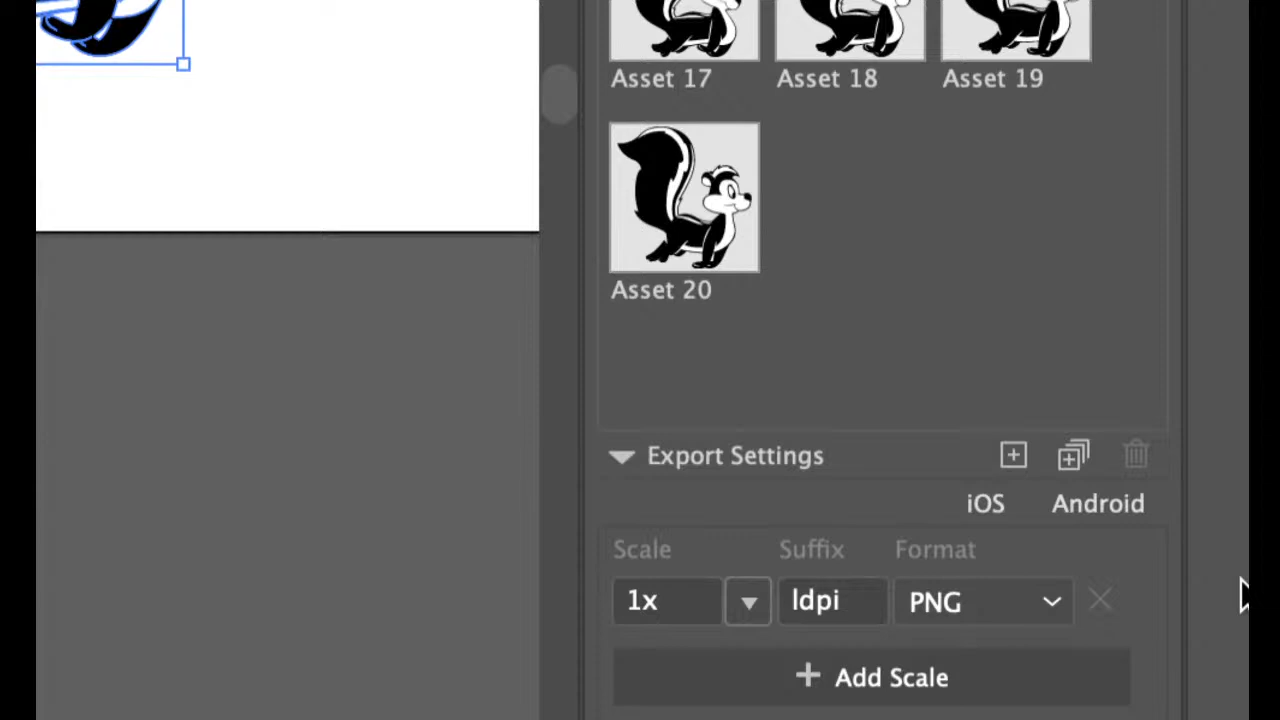 Asset 17 Asset 18 Asset 19
Asset 20
Export Settings
iOS Android
Scale Suffix Format
1x ldpi PNG
Add Scale